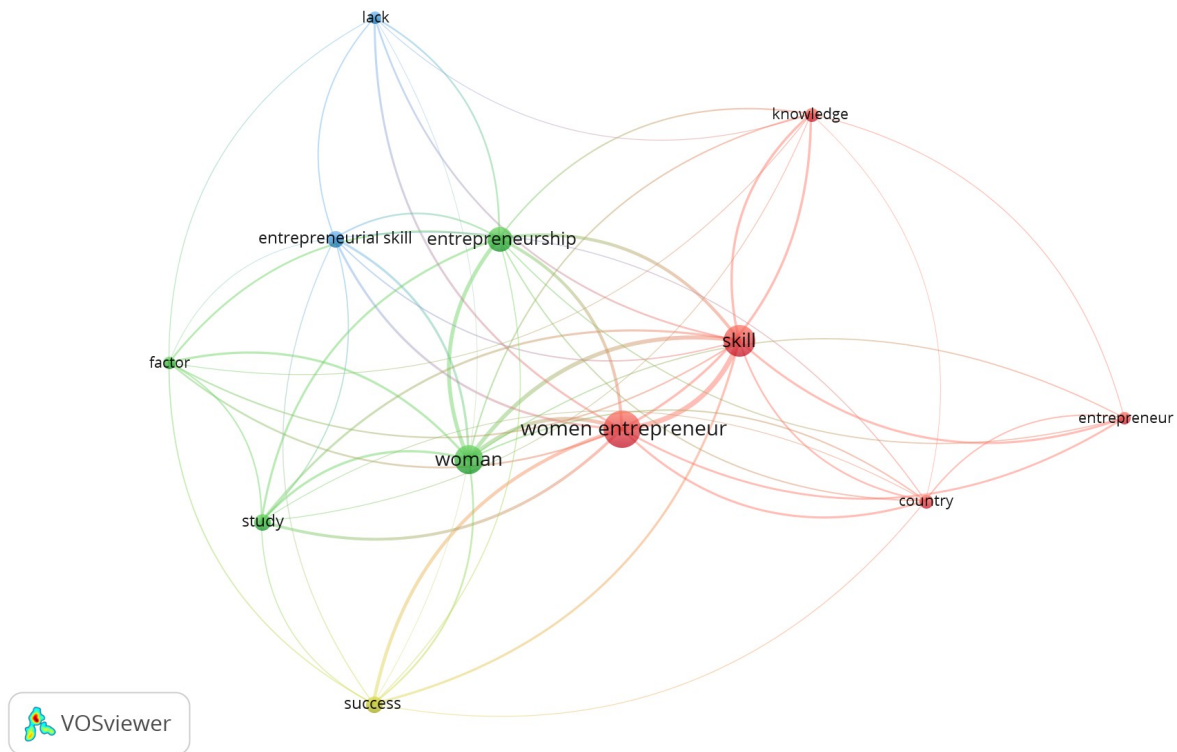 lack
knowledge
entrepreneurial skill
entrepreneurship
skill
factor
entrepreneur
women entrepreneur
woman
country
study
success
VOSviewer